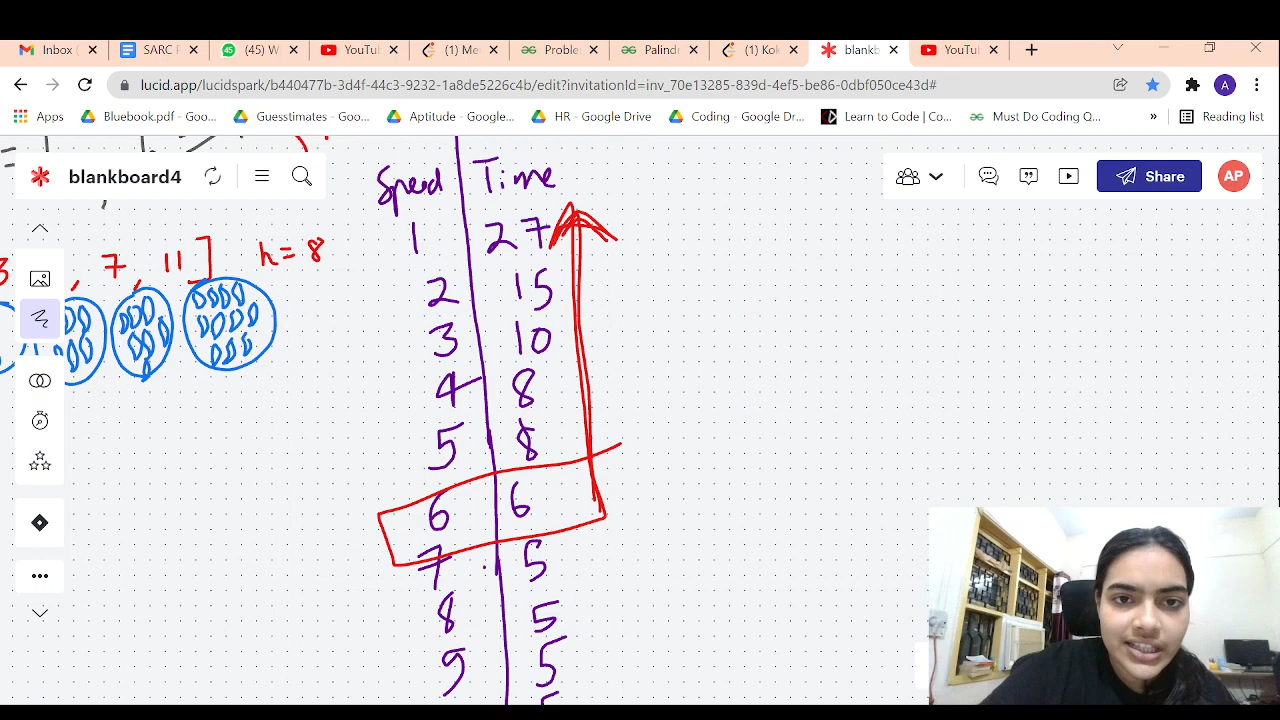 Inbox (
SARC P
(45) W
YouTu
(1) Me
Proble
Palindr
(1) Kok
blankb
YouTul
lucid.app/lucidspark/b440477b-3d4f-44c3-9232-1a8de5226c4b/edit?invitationId=inv_70e13285-839d-4ef5-be86-0dbf050ce43d#
A
Apps
Bluebook.pdf - Goo...
Guesstimates - Goo...
Aptitude - Google...
HR - Google Drive
Coding - Google Dr...
Learn to Code | Co...
Must Do Coding Q...
»
Reading list
blankboard4
Share
AP
Speed Time
1 27
2 15
3 10
4 8
5 8
6 6
7 5
8 5
9 5
3 , 7, 11] h=8